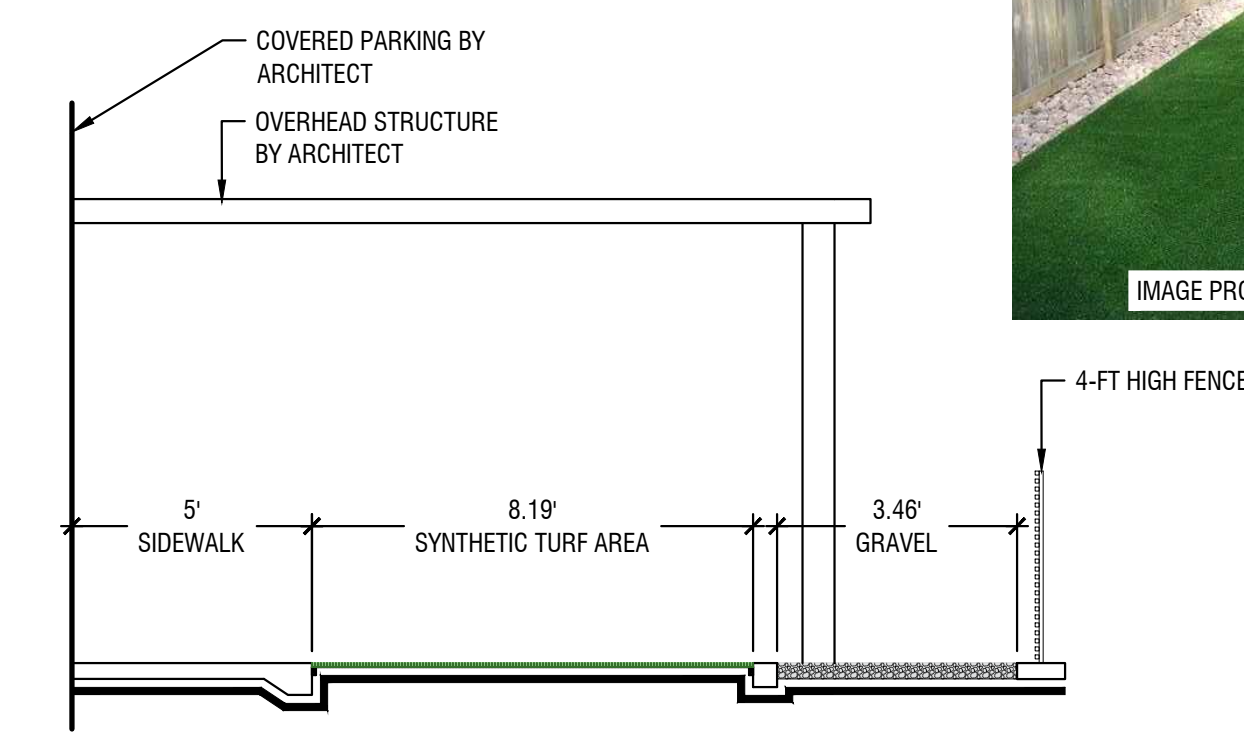 COVERED PARKING BY
ARCHITECT
OVERHEAD STRUCTURE
BY ARCHITECT
IMAGE
4-FT HIGH FENCE
5'
SIDEWALK
8.19'
SYNTHETIC TURF AREA
3.46'
GRAVEL